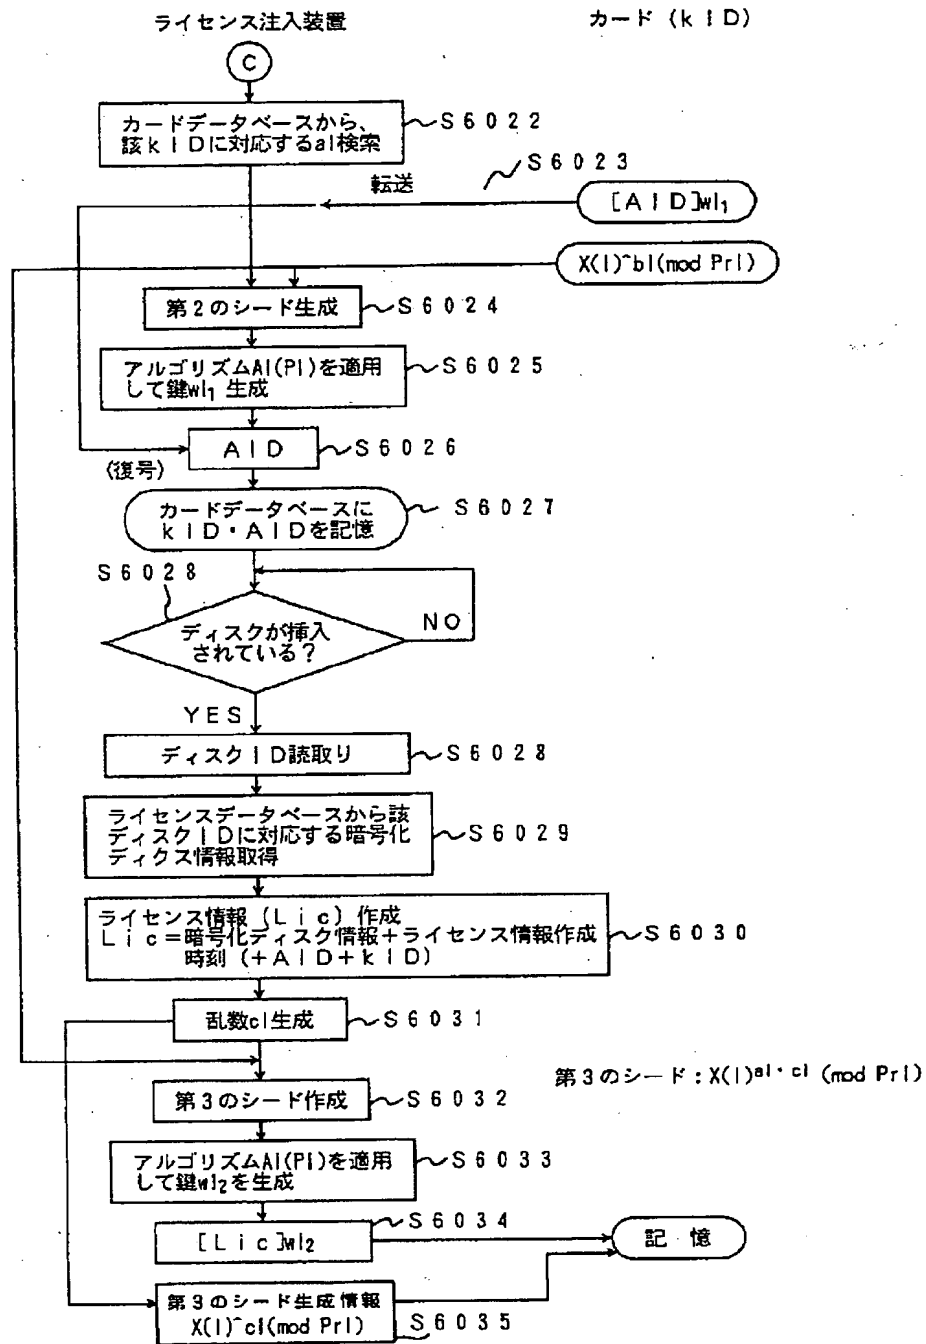 ライセンス注入装置
カード (kID)
C
カードデータベースから、
該kIDに対応するal検索
S6022
S6023
転送
[AID]wl₁
X(l)^bl(mod Prl)
第2のシード生成
S6024
アルゴリズムAl(Pl)を適用
して鍵wl₁ 生成
S6025
AID
S6026
(復号)
カードデータベースに
kID・AIDを記憶
S6027
S6028
ディスクが挿入
されている?
NO
YES
ディスクID読取り
S6028
ライセンスデータベースから該
ディスクIDに対応する暗号化
ディクス情報取得
S6029
ライセンス情報 (Lic) 作成
Lic=暗号化ディスク情報+ライセンス情報作成
時刻 (+AID+kID)
S6030
乱数cl生成
S6031
第3のシード:X(l)^al・cl (mod Prl)
第3のシード作成
S6032
アルゴリズムAl(Pl)を適用
して鍵wl₂を生成
S6033
[Lic]wl₂
S6034
記 憶
第3のシード生成情報
X(l)^cl(mod Prl)
S6035